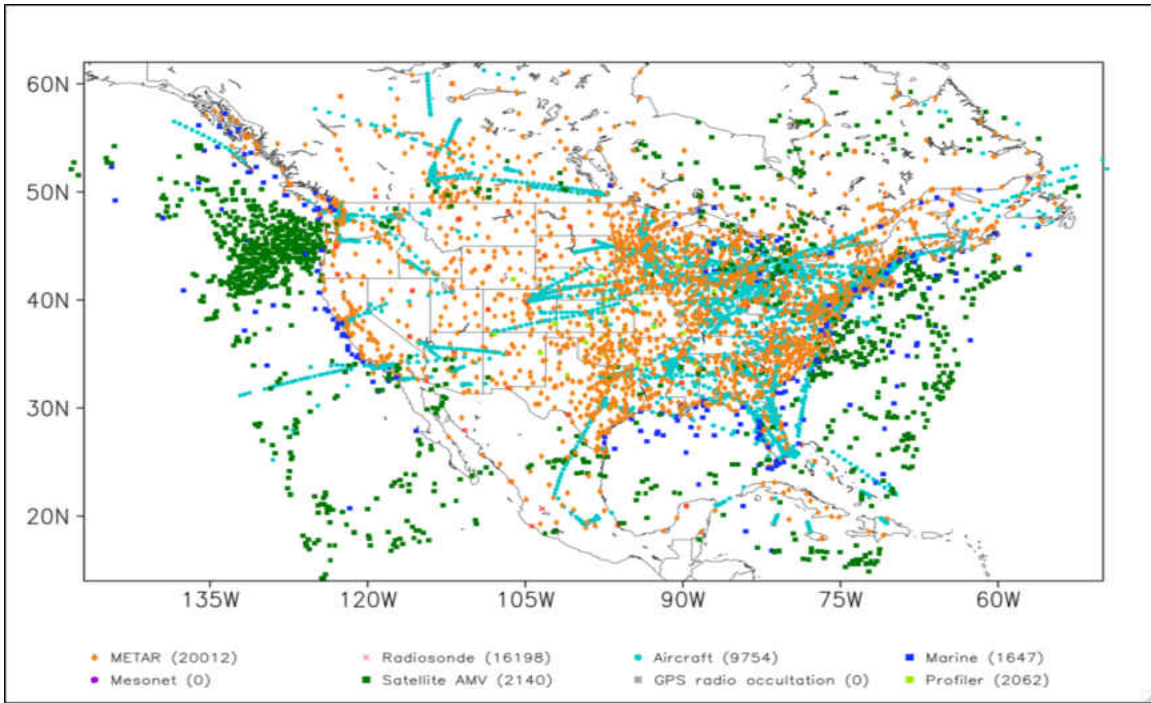 60N
50N
40N
30N
20N
135W 120W 105W 90W 75W 60W
METAR (20012) Radiosonde (16198) Aircraft (9754) Marine (1647)
Mesonet (0) Satellite AMV (2140) GPS radio occultation (0) Profiler (2062)